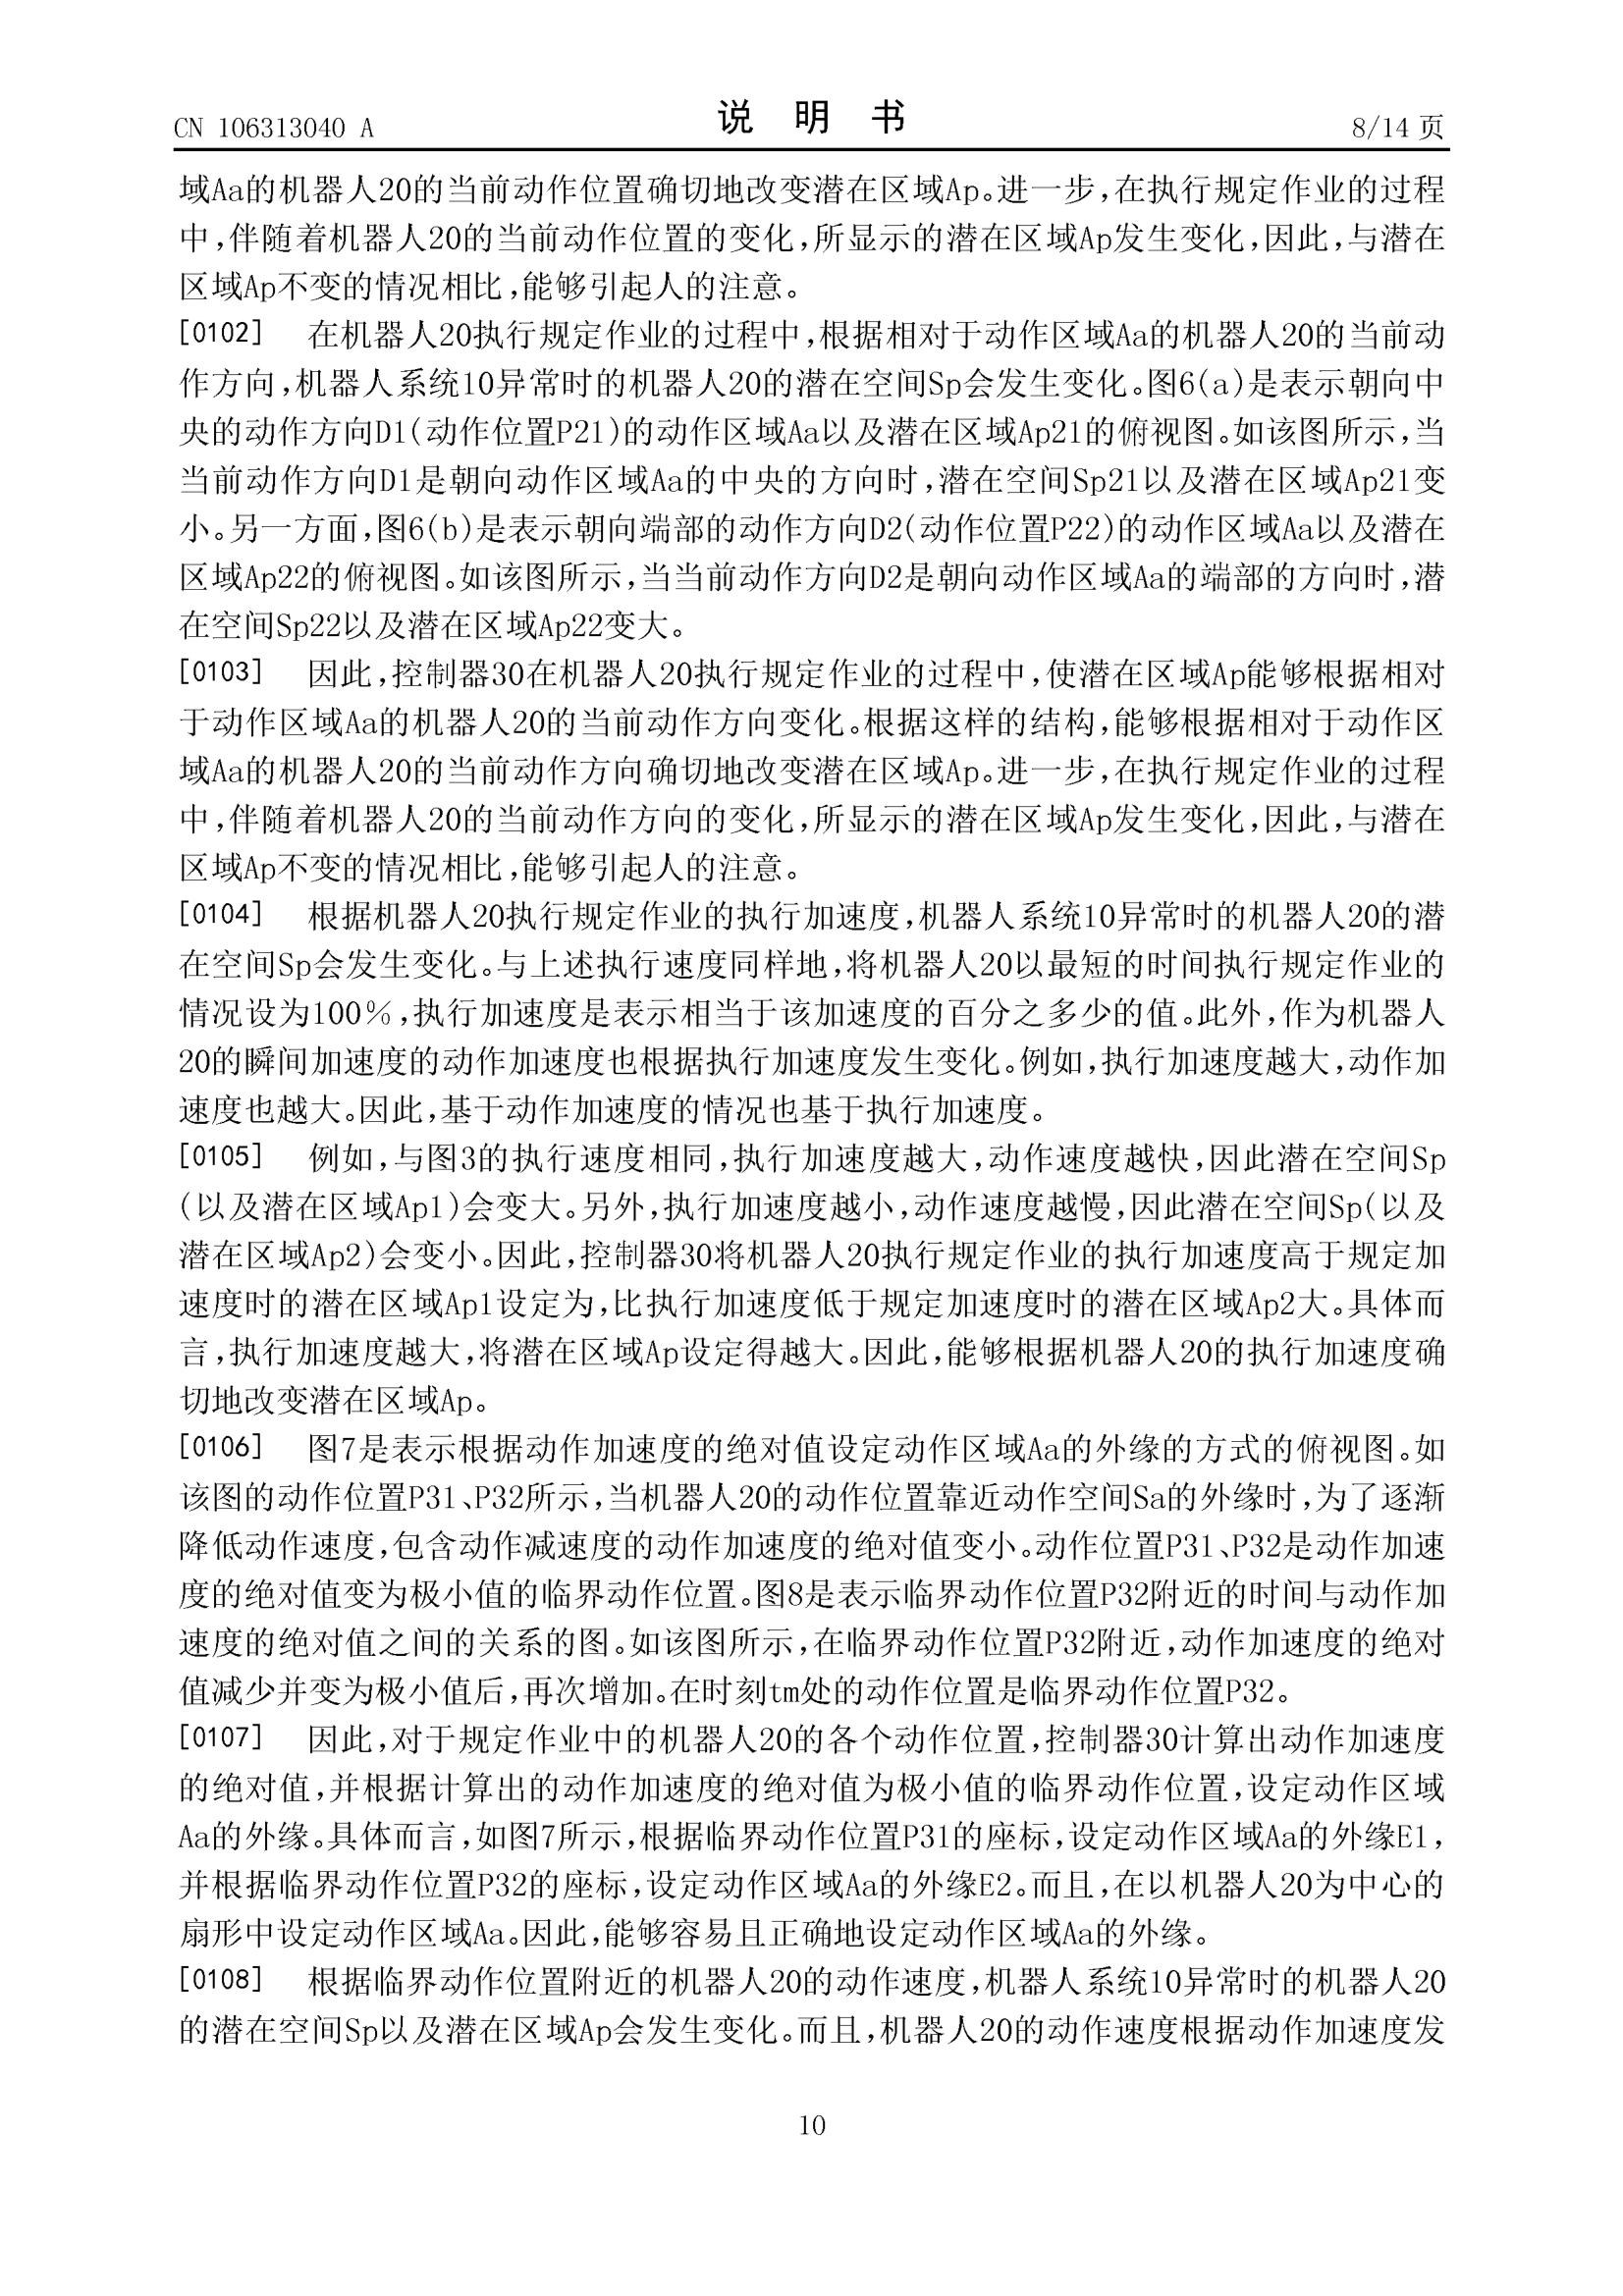 CN 106313040 A
说 明 书
8/14 页
域Aa的机器人20的当前动作位置确切地改变潜在区域Ap。进一步,在执行规定作业的过程
中,伴随着机器人20的当前动作位置的变化,所显示的潜在区域Ap发生变化,因此,与潜在
区域Ap不变的情况相比,能够引起人的注意。
[0102] 在机器人20执行规定作业的过程中,根据相对于动作区域Aa的机器人20的当前动
作方向,机器人系统10异常时的机器人20的潜在空间Sp会发生变化。图6(a)是表示朝向中
央的动作方向D1(动作位置P21)的动作区域Aa以及潜在区域Ap21的俯视图。如该图所示,当
当前动作方向D1是朝向动作区域Aa的中央的方向时,潜在空间Sp21以及潜在区域Ap21变
小。另一方面,图6(b)是表示朝向端部的动作方向D2(动作位置P22)的动作区域Aa以及潜在
区域Ap22的俯视图。如该图所示,当当前动作方向D2是朝向动作区域Aa的端部的方向时,潜
在空间Sp22以及潜在区域Ap22变大。
[0103] 因此,控制器30在机器人20执行规定作业的过程中,使潜在区域Ap能够根据相对
于动作区域Aa的机器人20的当前动作方向变化。根据这样的结构,能够根据相对于动作区
域Aa的机器人20的当前动作方向确切地改变潜在区域Ap。进一步,在执行规定作业的过程
中,伴随着机器人20的当前动作方向的变化,所显示的潜在区域Ap发生变化,因此,与潜在
区域Ap不变的情况相比,能够引起人的注意。
[0104] 根据机器人20执行规定作业的执行加速度,机器人系统10异常时的机器人20的潜
在空间Sp会发生变化。与上述执行速度同样地,将机器人20以最短的时间执行规定作业的
情况设为100％,执行加速度是表示相当于该加速度的百分之多少的值。此外,作为机器人
20的瞬间加速度的动作加速度也根据执行加速度发生变化。例如,执行加速度越大,动作加
速度也越大。因此,基于动作加速度的情况也基于执行加速度。
[0105] 例如,与图3的执行速度相同,执行加速度越大,动作速度越快,因此潜在空间Sp
(以及潜在区域Ap1)会变大。另外,执行加速度越小,动作速度越慢,因此潜在空间Sp(以及
潜在区域Ap2)会变小。因此,控制器30将机器人20执行规定作业的执行加速度高于规定加
速度时的潜在区域Ap1设定为,比执行加速度低于规定加速度时的潜在区域Ap2大。具体而
言,执行加速度越大,将潜在区域Ap设定得越大。因此,能够根据机器人20的执行加速度确
切地改变潜在区域Ap。
[0106] 图7是表示根据动作加速度的绝对值设定动作区域Aa的外缘的方式的俯视图。如
该图的动作位置P31、P32所示,当机器人20的动作位置靠近动作空间Sa的外缘时,为了逐渐
降低动作速度,包含动作减速度的动作加速度的绝对值变小。动作位置P31、P32是动作加速
度的绝对值变为极小值的临界动作位置。图8是表示临界动作位置P32附近的时间与动作加
速度的绝对值之间的关系的图。如该图所示,在临界动作位置P32附近,动作加速度的绝对
值减少并变为极小值后,再次增加。在时刻tm处的动作位置是临界动作位置P32。
[0107] 因此,对于规定作业中的机器人20的各个动作位置,控制器30计算出动作加速度
的绝对值,并根据计算出的动作加速度的绝对值为极小值的临界动作位置,设定动作区域
Aa的外缘。具体而言,如图7所示,根据临界动作位置P31的座标,设定动作区域Aa的外缘E1,
并根据临界动作位置P32的座标,设定动作区域Aa的外缘E2。而且,在以机器人20为中心的
扇形中设定动作区域Aa。因此,能够容易且正确地设定动作区域Aa的外缘。
[0108] 根据临界动作位置附近的机器人20的动作速度,机器人系统10异常时的机器人20
的潜在空间Sp以及潜在区域Ap会发生变化。而且,机器人20的动作速度根据动作加速度发
10